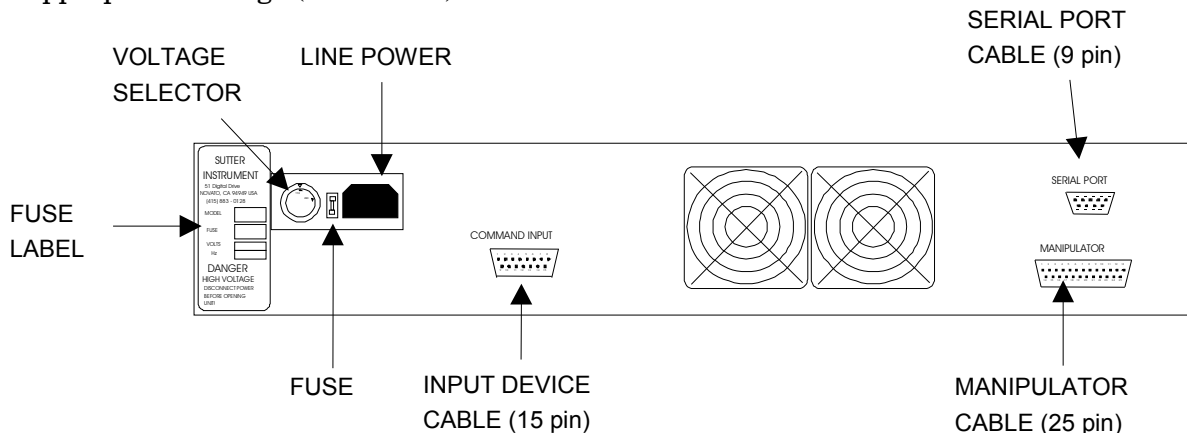 SERIAL PORT
CABLE (9 pin)
VOLTAGE
SELECTOR
LINE POWER
SUTTER
INSTRUMENT
51 Digital Drive
NOVATO, CA 94949 USA
(415) 883 - 0128
MODEL
FUSE
VOLTS
Hz
DANGER
HIGH VOLTAGE
DISCONNECT POWER
BEFORE OPENING
UNIT!
FUSE
LABEL
COMMAND INPUT
SERIAL PORT
MANIPULATOR
FUSE
INPUT DEVICE
CABLE (15 pin)
MANIPULATOR
CABLE (25 pin)